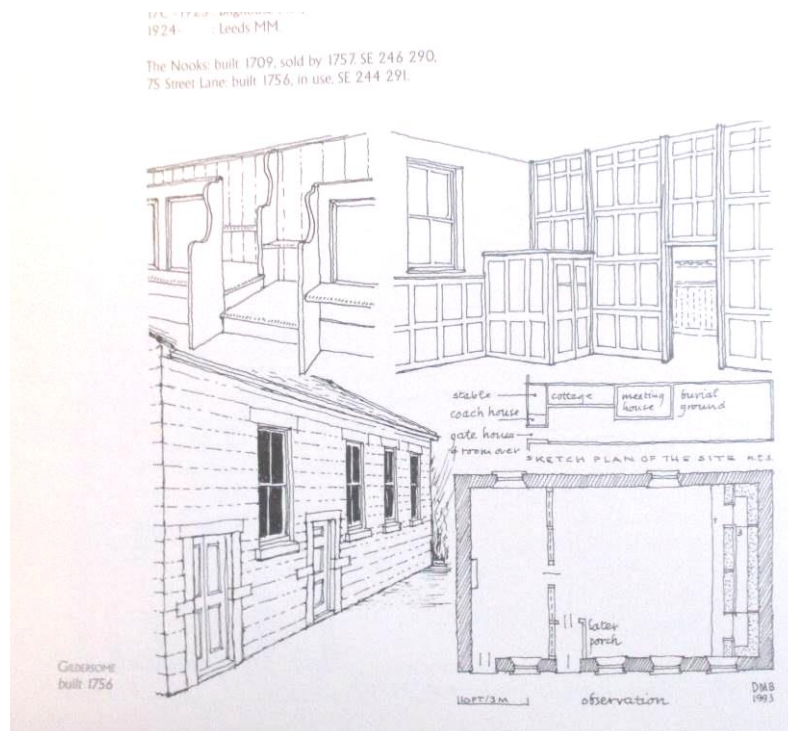 1924- : Leeds MM.
The Nooks: built 1709, sold by 1757. SE 246 290,
75 Street Lane: built 1756, in use. SE 244 291.
stable
coach house
gate house
& room over
cottage
meeting
house
burial
ground
SKETCH PLAN OF THE SITE N.T.S.
later
porch
10FT/3M
observation
DMB
1993
GILDERSOME
built 1756